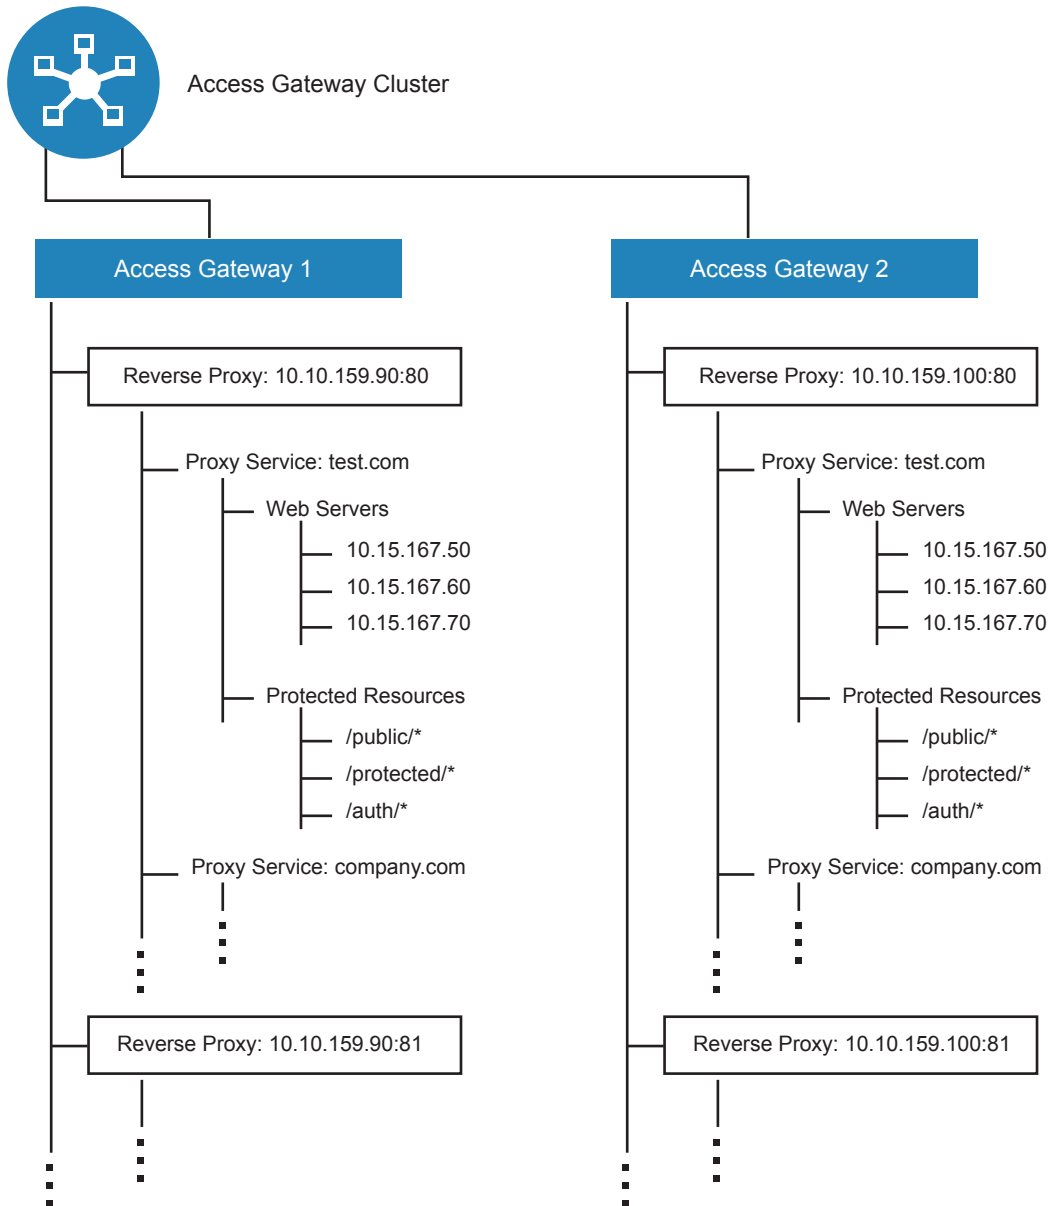 Access Gateway Cluster
Access Gateway 1
Reverse Proxy: 10.10.159.90:80
Proxy Service: test.com
Web Servers
10.15.167.50
10.15.167.60
10.15.167.70
Protected Resources
/public/*
/protected/*
/auth/*
Proxy Service: company.com
Reverse Proxy: 10.10.159.90:81
Access Gateway 2
Reverse Proxy: 10.10.159.100:80
Proxy Service: test.com
Web Servers
10.15.167.50
10.15.167.60
10.15.167.70
Protected Resources
/public/*
/protected/*
/auth/*
Proxy Service: company.com
Reverse Proxy: 10.10.159.100:81